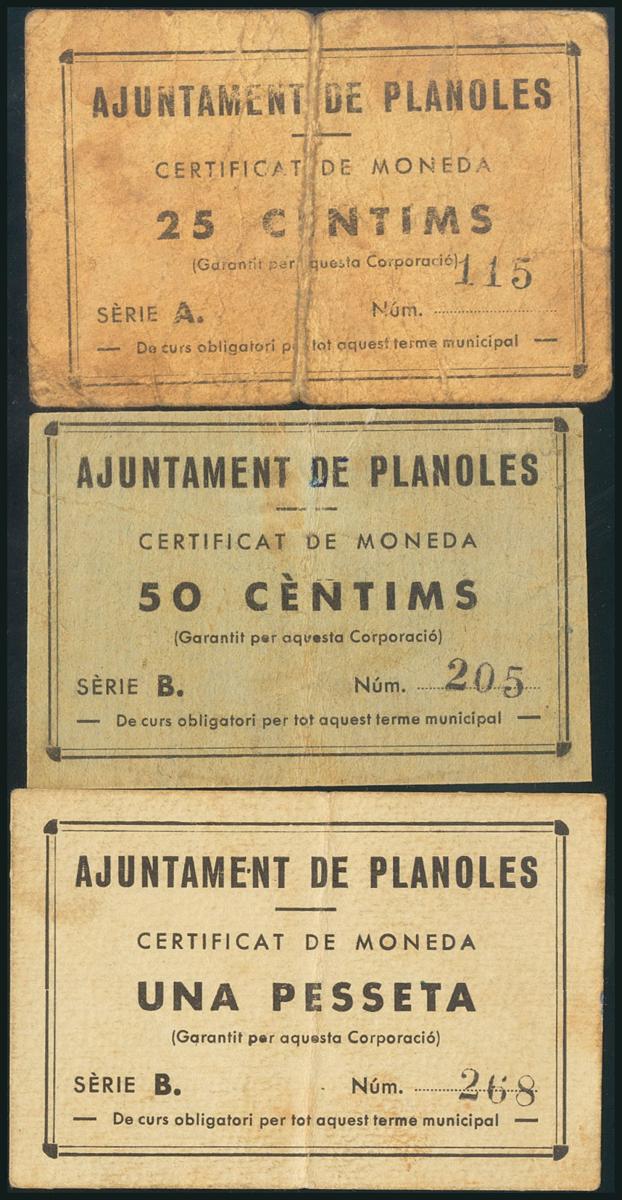 AJUNTAMENT DE PLANOLES
CERTIFICAT DE MONEDA
25 C NTIMS
(Garantit per questa Corporació)
115
SÈRIE A. Núm.
De curs obligatori p tot aquest terme municipal
AJUNTAMENT DE PLANOLES
CERTIFICAT DE MONEDA
50 CÈNTIMS
(Garantit per aquesta Corporació)
SÈRIE B. Núm. 205
De curs obligatori per tot aquest terme municipal
AJUNTAMENT DE PLANOLES
CERTIFICAT DE MONEDA
UNA PESSETA
(Garantit per aquesta Corporació)
SÈRIE B. Núm. 268
De curs obligatori per tot aquest terme municipal